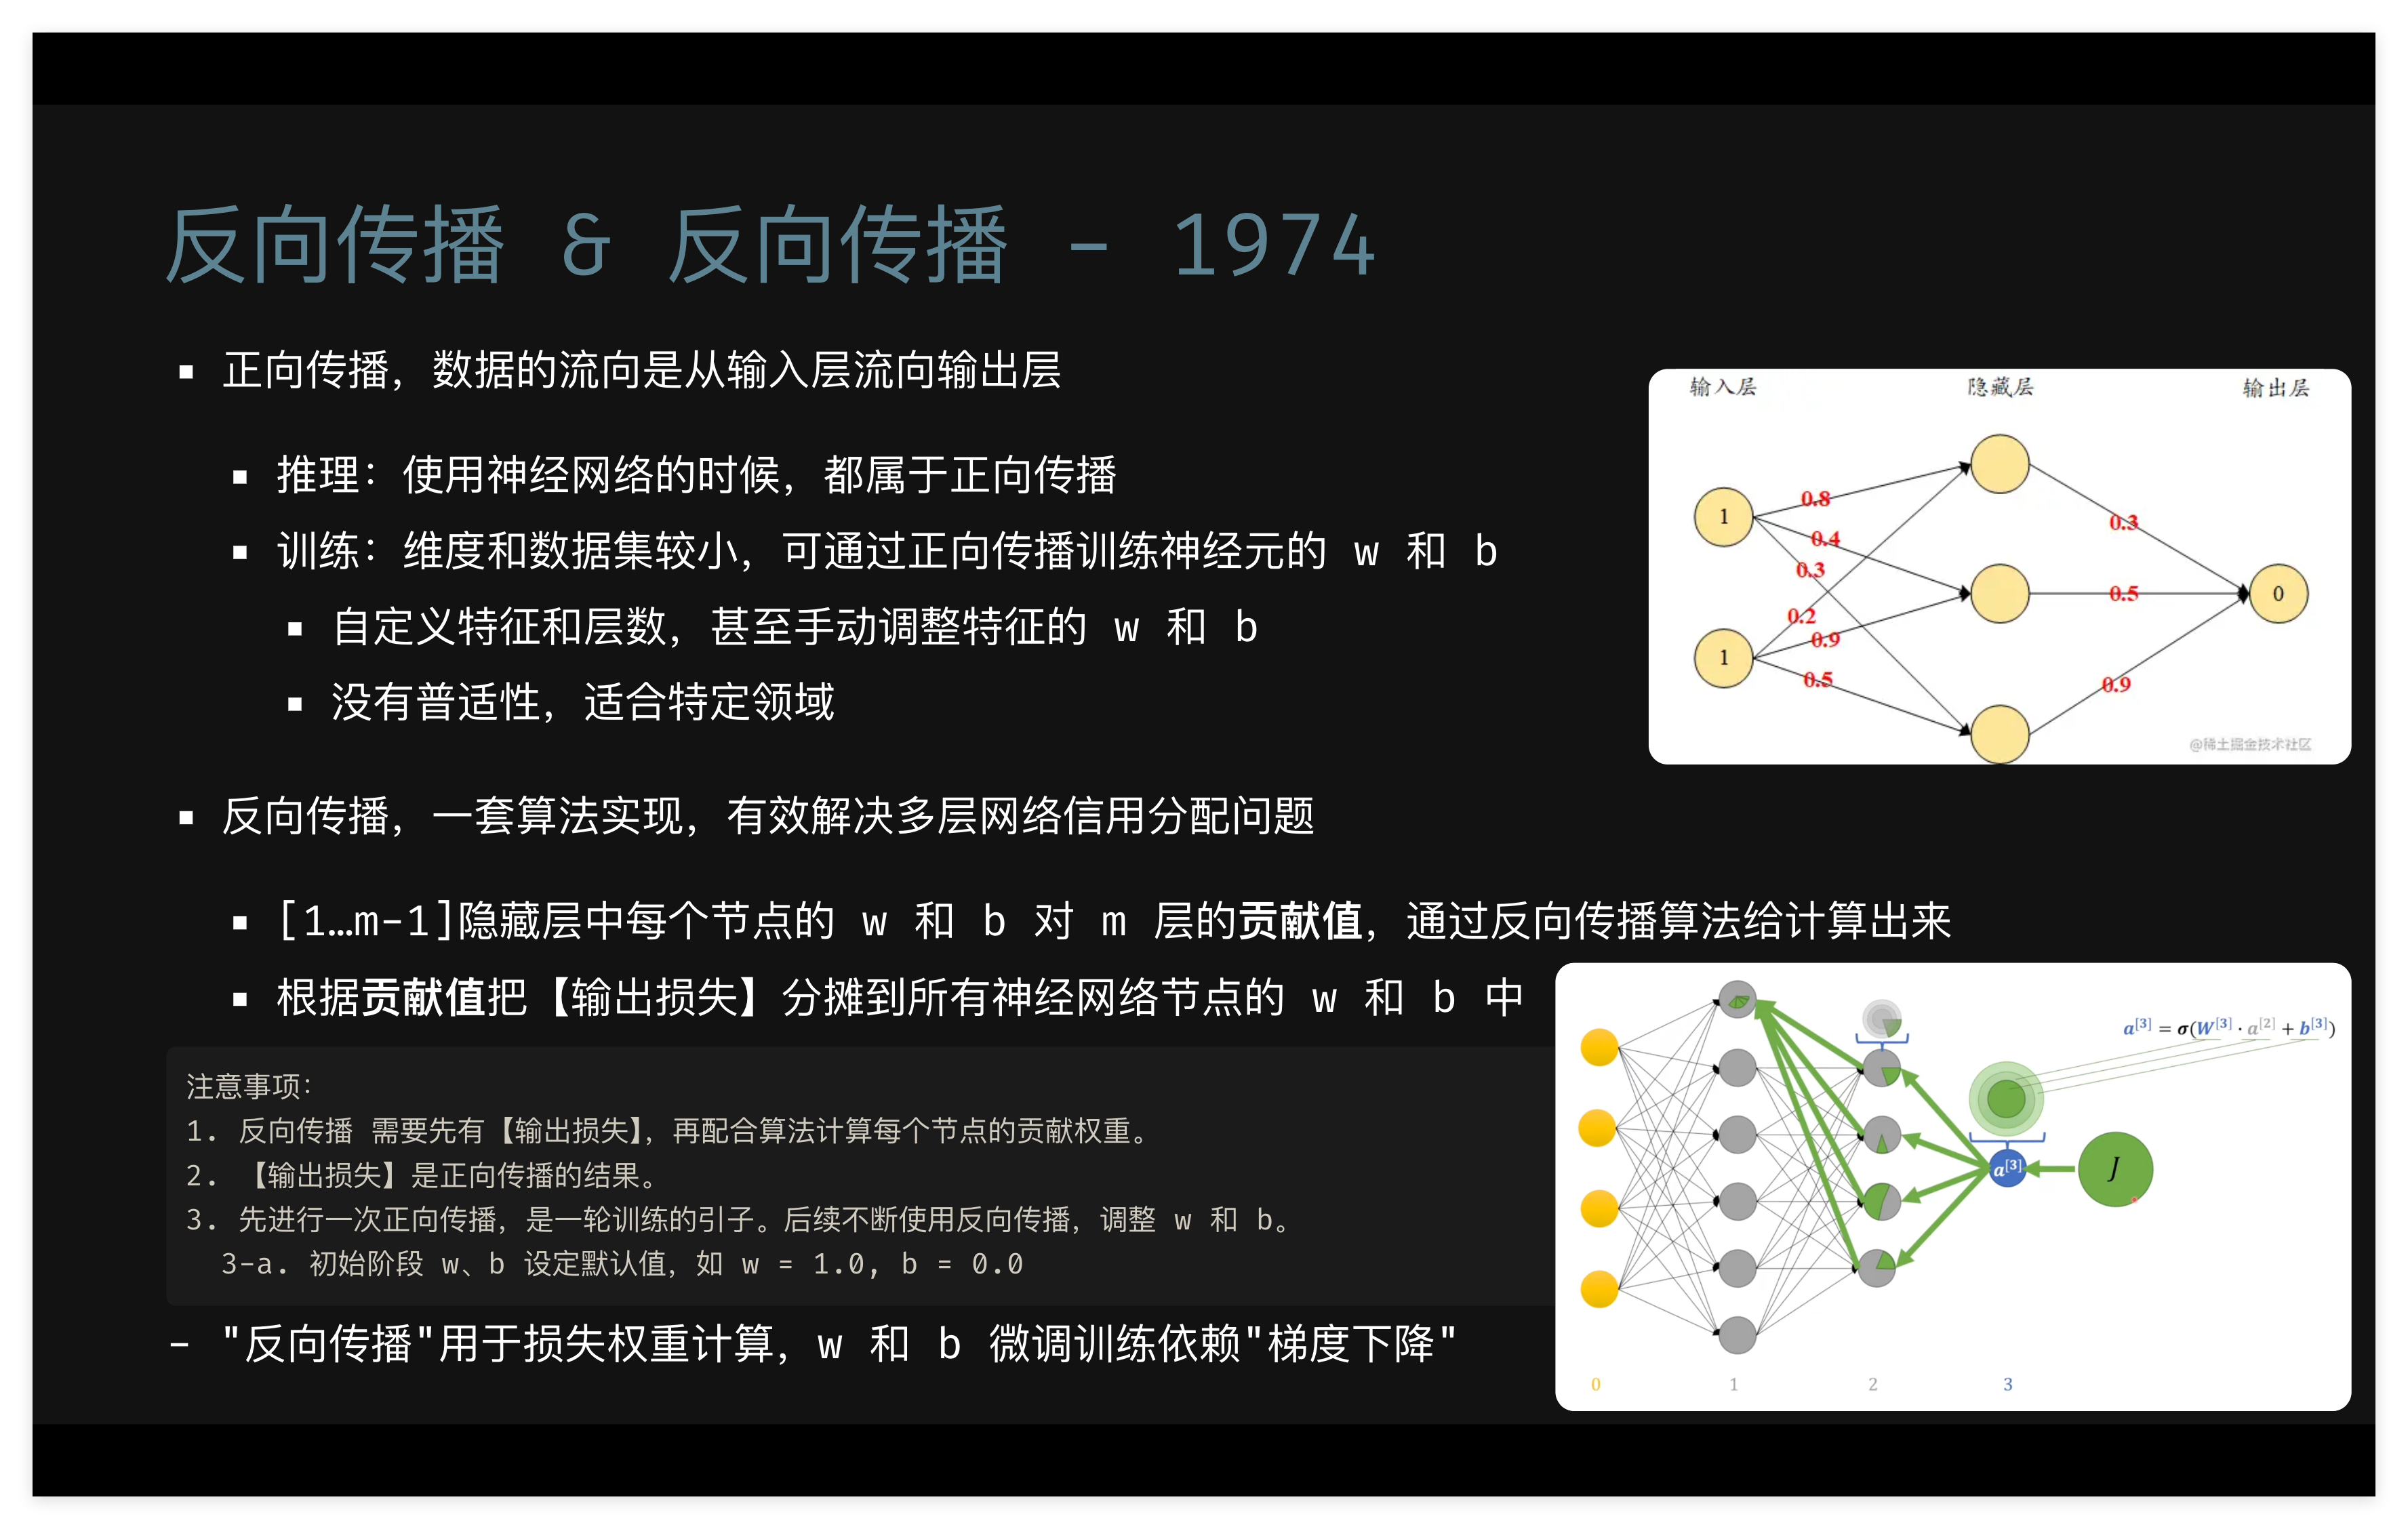 反向传播 & 反向传播 - 1974
▪ 正向传播，数据的流向是从输入层流向输出层
▪ 推理：使用神经网络的时候，都属于正向传播
▪ 训练：维度和数据集较小，可通过正向传播训练神经元的 w 和 b
▪ 自定义特征和层数，甚至手动调整特征的 w 和 b
▪ 没有普适性，适合特定领域
输入层 隐藏层 输出层
1
1
0.8
0.4
0.3
0.2
0.9
0.5
0.3
0.5
0.9
0
@稀土掘金技术社区
▪ 反向传播，一套算法实现，有效解决多层网络信用分配问题
▪ [1…m-1]隐藏层中每个节点的 w 和 b 对 m 层的贡献值，通过反向传播算法给计算出来
▪ 根据贡献值把【输出损失】分摊到所有神经网络节点的 w 和 b 中
注意事项：
1. 反向传播 需要先有【输出损失】，再配合算法计算每个节点的贡献权重。
2. 【输出损失】是正向传播的结果。
3. 先进行一次正向传播，是一轮训练的引子。后续不断使用反向传播，调整 w 和 b。
3-a. 初始阶段 w、b 设定默认值，如 w = 1.0, b = 0.0
- "反向传播"用于损失权重计算，w 和 b 微调训练依赖"梯度下降"
a[3] = σ(W[3] · a[2] + b[3])
a[3]
J
0 1 2 3